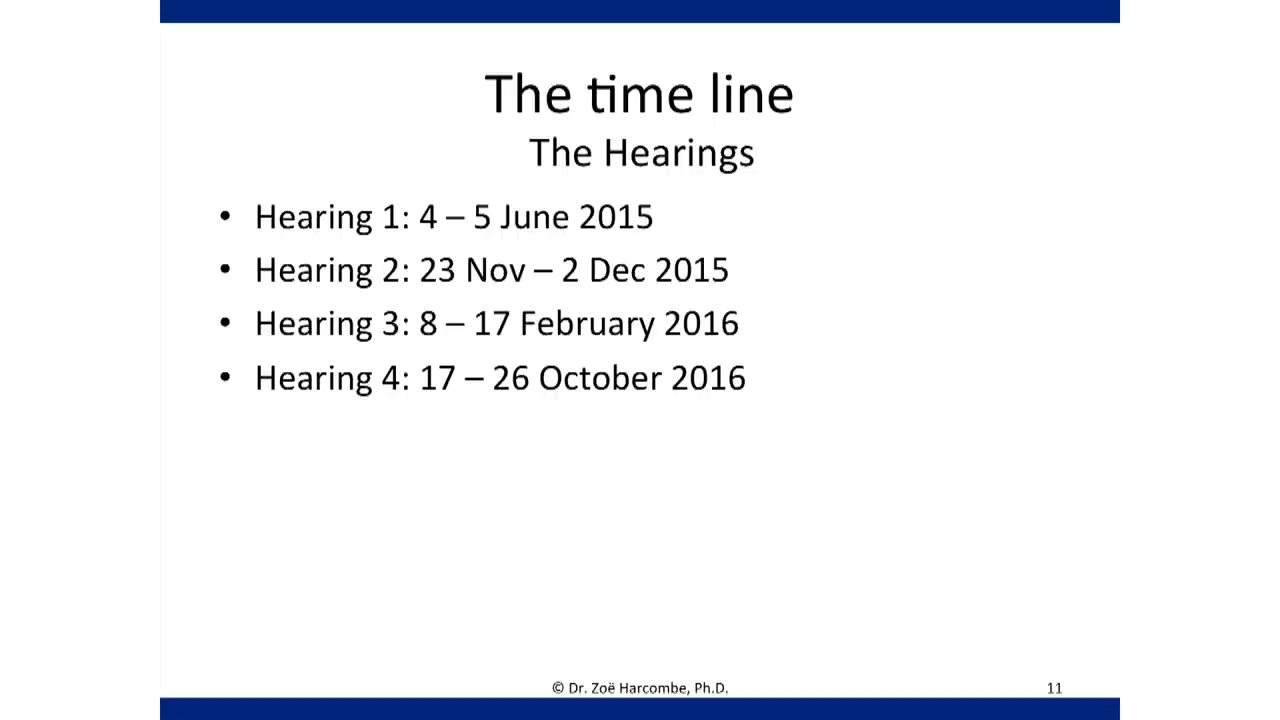 The time line
The Hearings
• Hearing 1: 4 – 5 June 2015
• Hearing 2: 23 Nov – 2 Dec 2015
• Hearing 3: 8 – 17 February 2016
• Hearing 4: 17 – 26 October 2016
© Dr. Zoë Harcombe, Ph.D.
11